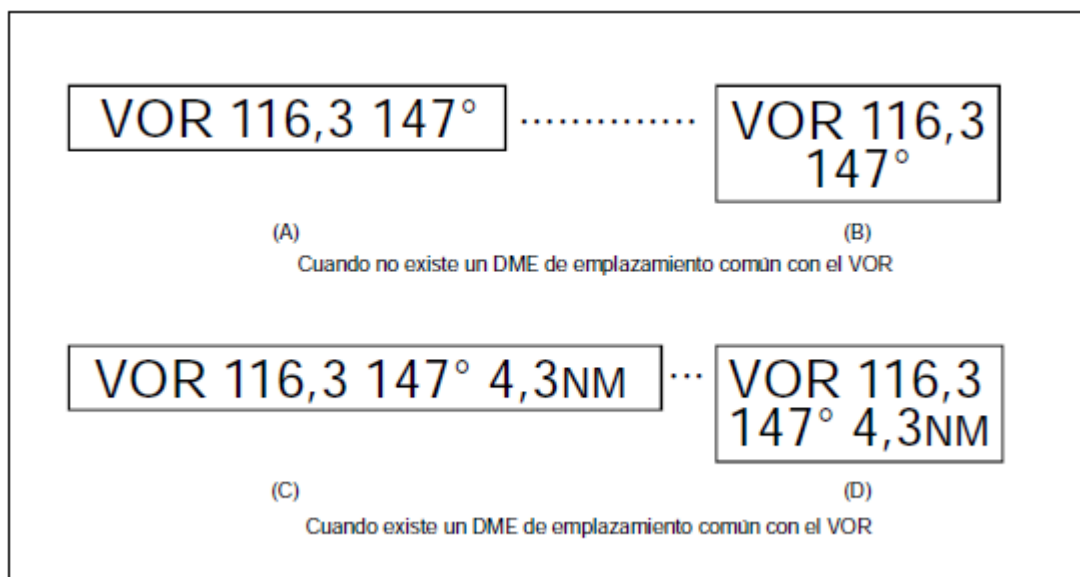 VOR 116,3 147° .............. VOR 116,3
147°
(A) (B)
Cuando no existe un DME de emplazamiento común con el VOR
VOR 116,3 147° 4,3NM ... VOR 116,3
147° 4,3NM
(C) (D)
Cuando existe un DME de emplazamiento común con el VOR